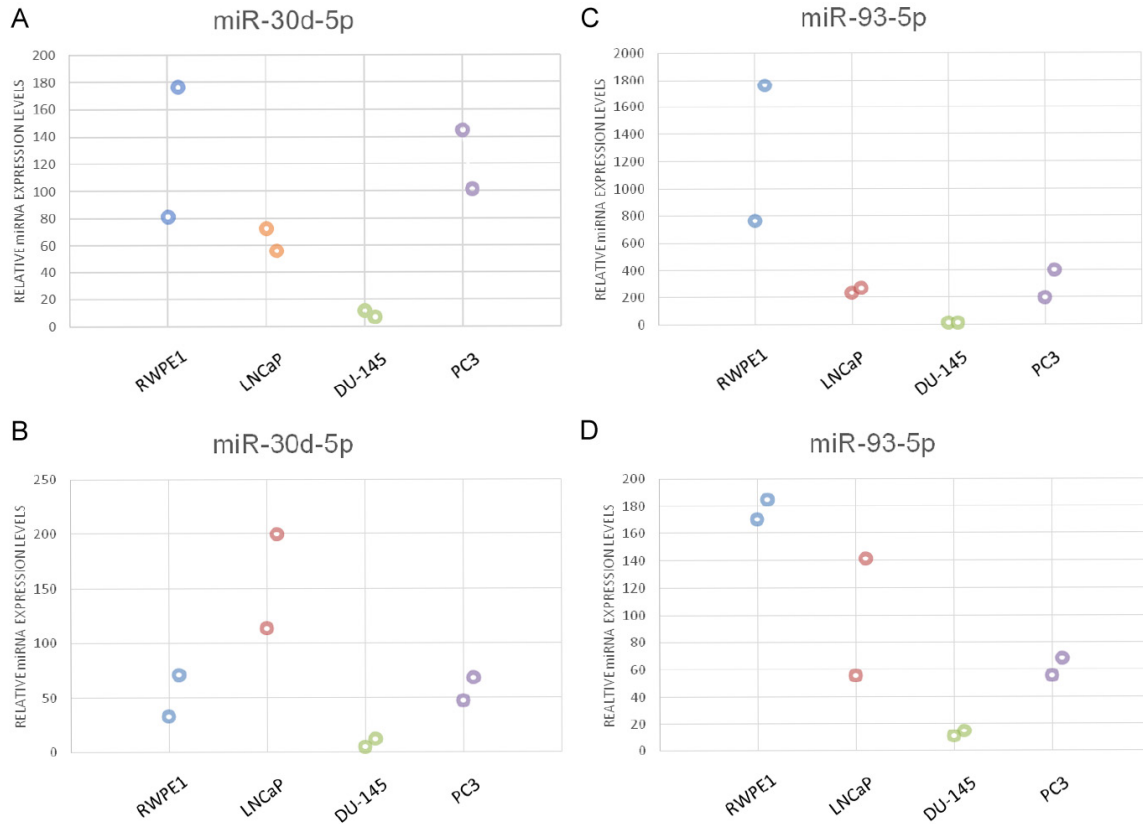 A
miR-30d-5p
RELATIVE miRNA EXPRESSION LEVELS
200
180
160
140
120
100
80
60
40
20
0
RWPE1
LNCaP
DU-145
PC3
C
miR-93-5p
RELATIVE miRNA EXPRESSION LEVELS
2000
1800
1600
1400
1200
1000
800
600
400
200
0
RWPE1
LNCaP
DU-145
PC3
B
miR-30d-5p
RELATIVE miRNA EXPRESSION LEVELS
250
200
150
100
50
0
RWPE1
LNCaP
DU-145
PC3
D
miR-93-5p
REALTIVE miRNA EXPRESSION LEVELS
200
180
160
140
120
100
80
60
40
20
0
RWPE1
LNCaP
DU-145
PC3